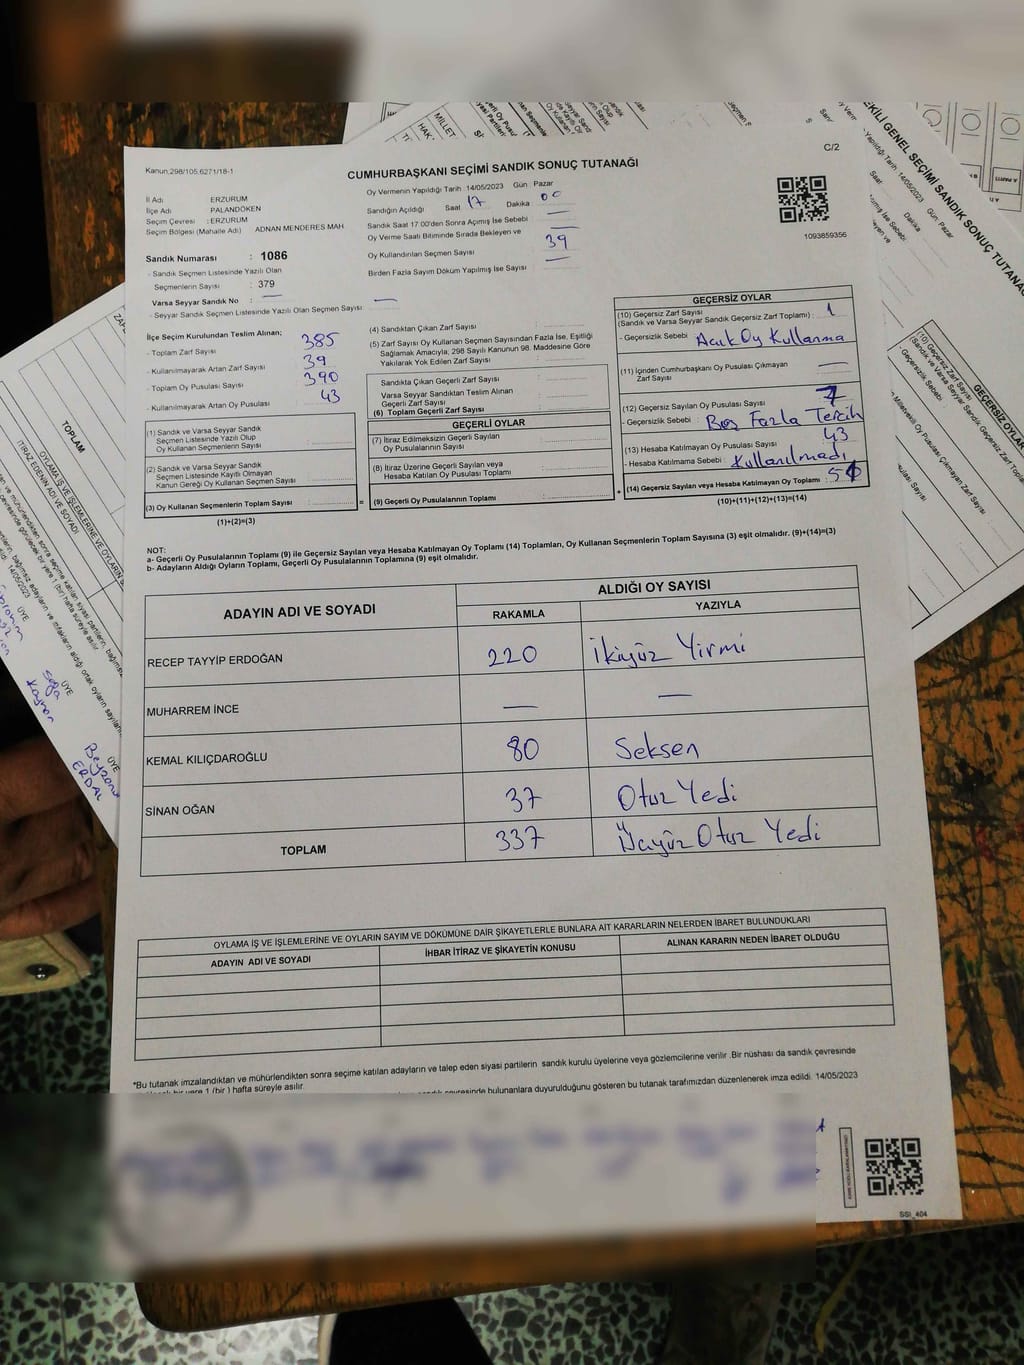 C/2
Kanun,298/105.6271/18-1
CUMHURBAŞKANI SEÇİMİ SANDIK SONUÇ TUTANAĞI
İl Adı ERZURUM
İlçe Adı PALANDÖKEN
Seçim Çevresi : ERZURUM
Seçim Bölgesi (Mahalle Adı) ADNAN MENDERES MAH
Sandık Numarası : 1086
- Sandık Seçmen Listesinde Yazılı Olan
Seçmenlerin Sayısı : 379
Varsa Seyyar Sandık No : —
- Seyyar Sandık Seçmen Listesinde Yazılı Olan Seçmen Sayısı : —
Oy Vermenin Yapıldığı Tarih :14/05/2023 Gün : Pazar
Sandığın Açıldığı Saat 17 Dakika : 00
Sandık Saat 17:00'den Sonra Açımış İse Sebebi —
Oy Verme Saati Bitiminde Sırada Bekleyen ve
Oy Kullandırılan Seçmen Sayısı : 39
Birden Fazla Sayım Döküm Yapılmış İse Sayısı : —
1093859356
İlçe Seçim Kurulundan Teslim Alınan;
- Toplam Zarf Sayısı : 385
- Kullanılmayarak Artan Zarf Sayısı : 39
- Toplam Oy Pusulası Sayısı : 390
- Kullanılmayarak Artan Oy Pusulası : 43
(1) Sandık ve Varsa Seyyar Sandık
Seçmen Listesinde Yazılı Olup
Oy Kullanan Seçmenlerin Sayısı :
(2) Sandık ve Varsa Seyyar Sandık
Seçmen Listesinde Kayıtlı Olmayan
Kanun Gereği Oy Kullanan Seçmen Sayısı :
(3) Oy Kullanan Seçmenlerin Toplam Sayısı :
(1)+(2)=(3)
(4) Sandıktan Çıkan Zarf Sayısı :
(5) Zarf Sayısı Oy Kullanan Seçmen Sayısından Fazla İse, Eşitliği
Sağlamak Amacıyla, 298 Sayılı Kanunun 98. Maddesine Göre
Yakılarak Yok Edilen Zarf Sayısı :
Sandıkta Çıkan Geçerli Zarf Sayısı :
Varsa Seyyar Sandıktan Teslim Alınan
Geçerli Zarf Sayısı :
(6) Toplam Geçerli Zarf Sayısı :
GEÇERLİ OYLAR
(7) İtiraz Edilmeksizin Geçerli Sayılan
Oy Pusulalarının Sayısı :
(8) İtiraz Üzerine Geçerli Sayılan veya
Hesaba Katılan Oy Pusulası Toplamı :
= (9) Geçerli Oy Pusulalarının Toplamı : +
GEÇERSİZ OYLAR
(10) Geçersiz Zarf Sayısı
(Sandık ve Varsa Seyyar Sandık Geçersiz Zarf Toplamı) : 1
- Geçersizlik Sebebi : Acık Oy Kullanma
(11) İçinden Cumhurbaşkanı Oy Pusulası Çıkmayan
Zarf Sayısı : —
(12) Geçersiz Sayılan Oy Pusulası Sayısı : 7
- Geçersizlik Sebebi : Boş Fazla Tercih
(13) Hesaba Katılmayan Oy Pusulası Sayısı : 43
- Hesaba Katılmama Sebebi : Kullanılmadı
(14) Geçersiz Sayılan veya Hesaba Katılmayan Oy Toplamı :
(10)+(11)+(12)+(13)=(14)
NOT:
a- Geçerli Oy Pusulalarının Toplamı (9) ile Geçersiz Sayılan veya Hesaba Katılmayan Oy Toplamı (14) Toplamları, Oy Kullanan Seçmenlerin Toplam Sayısına (3) eşit olmalıdır. (9)+(14)=(3)
b- Adayların Aldığı Oyların Toplamı, Geçerli Oy Pusulalarının Toplamına (9) eşit olmalıdır.
ADAYIN ADI VE SOYADI
ALDIĞI OY SAYISI
RAKAMLA YAZIYLA
RECEP TAYYİP ERDOĞAN 220 İkiyüz Yirmi
MUHARREM İNCE — —
KEMAL KILIÇDAROĞLU 80 Seksen
SİNAN OĞAN 37 Otuz Yedi
TOPLAM 337 Üçyüz Otuz Yedi
OYLAMA İŞ VE İŞLEMLERİNE VE OYLARIN SAYIM VE DÖKÜMÜNE DAİR ŞİKAYETLERLE BUNLARA AİT KARARLARIN NELERDEN İBARET BULUNDUKLARI
ADAYIN ADI VE SOYADI İHBAR İTİRAZ VE ŞİKAYETİN KONUSU ALINAN KARARIN NEDEN İBARET OLDUĞU
*Bu tutanak imzalandıktan ve mühürlendikten sonra seçime katılan adayların ve talep eden siyasi partilerin sandık kurulu üyelerine veya gözlemcilerine verilir .Bir nüshası da sandık çevresinde
bir yere 1 (bir ) hafta süreyle asılır.
çevresinde bulunanlara duyurulduğunu gösteren bu tutanak tarafımızdan düzenlenerek imza edildi. 14/05/2023
SSI_404
TOPLAM
OYLAMA İŞ VE İŞLEMLERİNE VE OYLARIN
İTİRAZ EDENİN ADI VE SOYADI
ÜYE
ÜYE
ÜYE
Beyzanur
ERDAL
EKİLİ GENEL SEÇİMİ SANDIK SONUÇ TUTANA
Yapıldığı Tarih :14/05/2023 Gün : Pazar
Saat
Dakika
GEÇERSİZ OYLAR
(10) Geçersiz Zarf Sayısı
Geçersizlik Sebebi
MİLLET